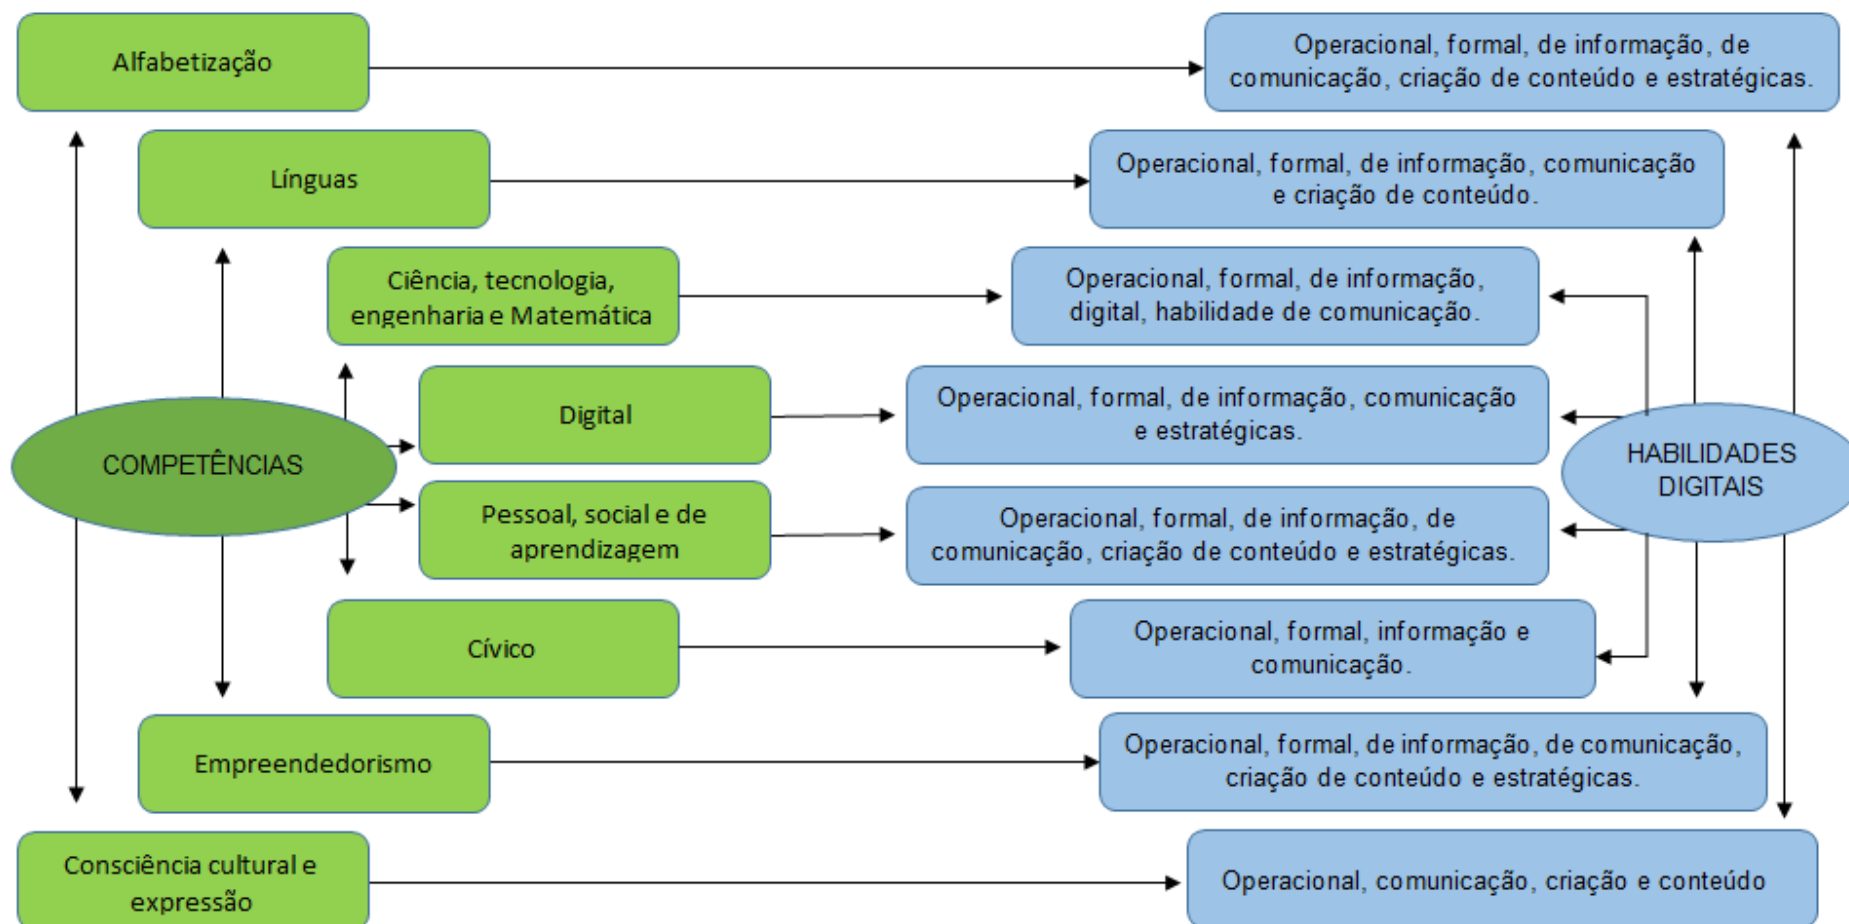 Alfabetização
Operacional, formal, de informação, de
comunicação, criação de conteúdo e estratégicas.
Línguas
Operacional, formal, de informação, comunicação
e criação de conteúdo.
Ciência, tecnologia,
engenharia e Matemática
Operacional, formal, de informação,
digital, habilidade de comunicação.
Digital
Operacional, formal, de informação, comunicação
e estratégicas.
COMPETÊNCIAS
HABILIDADES
DIGITAIS
Pessoal, social e de
aprendizagem
Operacional, formal, de informação, de
comunicação, criação de conteúdo e estratégicas.
Cívico
Operacional, formal, informação e
comunicação.
Empreendedorismo
Operacional, formal, de informação, de comunicação,
criação de conteúdo e estratégicas.
Consciência cultural e
expressão
Operacional, comunicação, criação e conteúdo